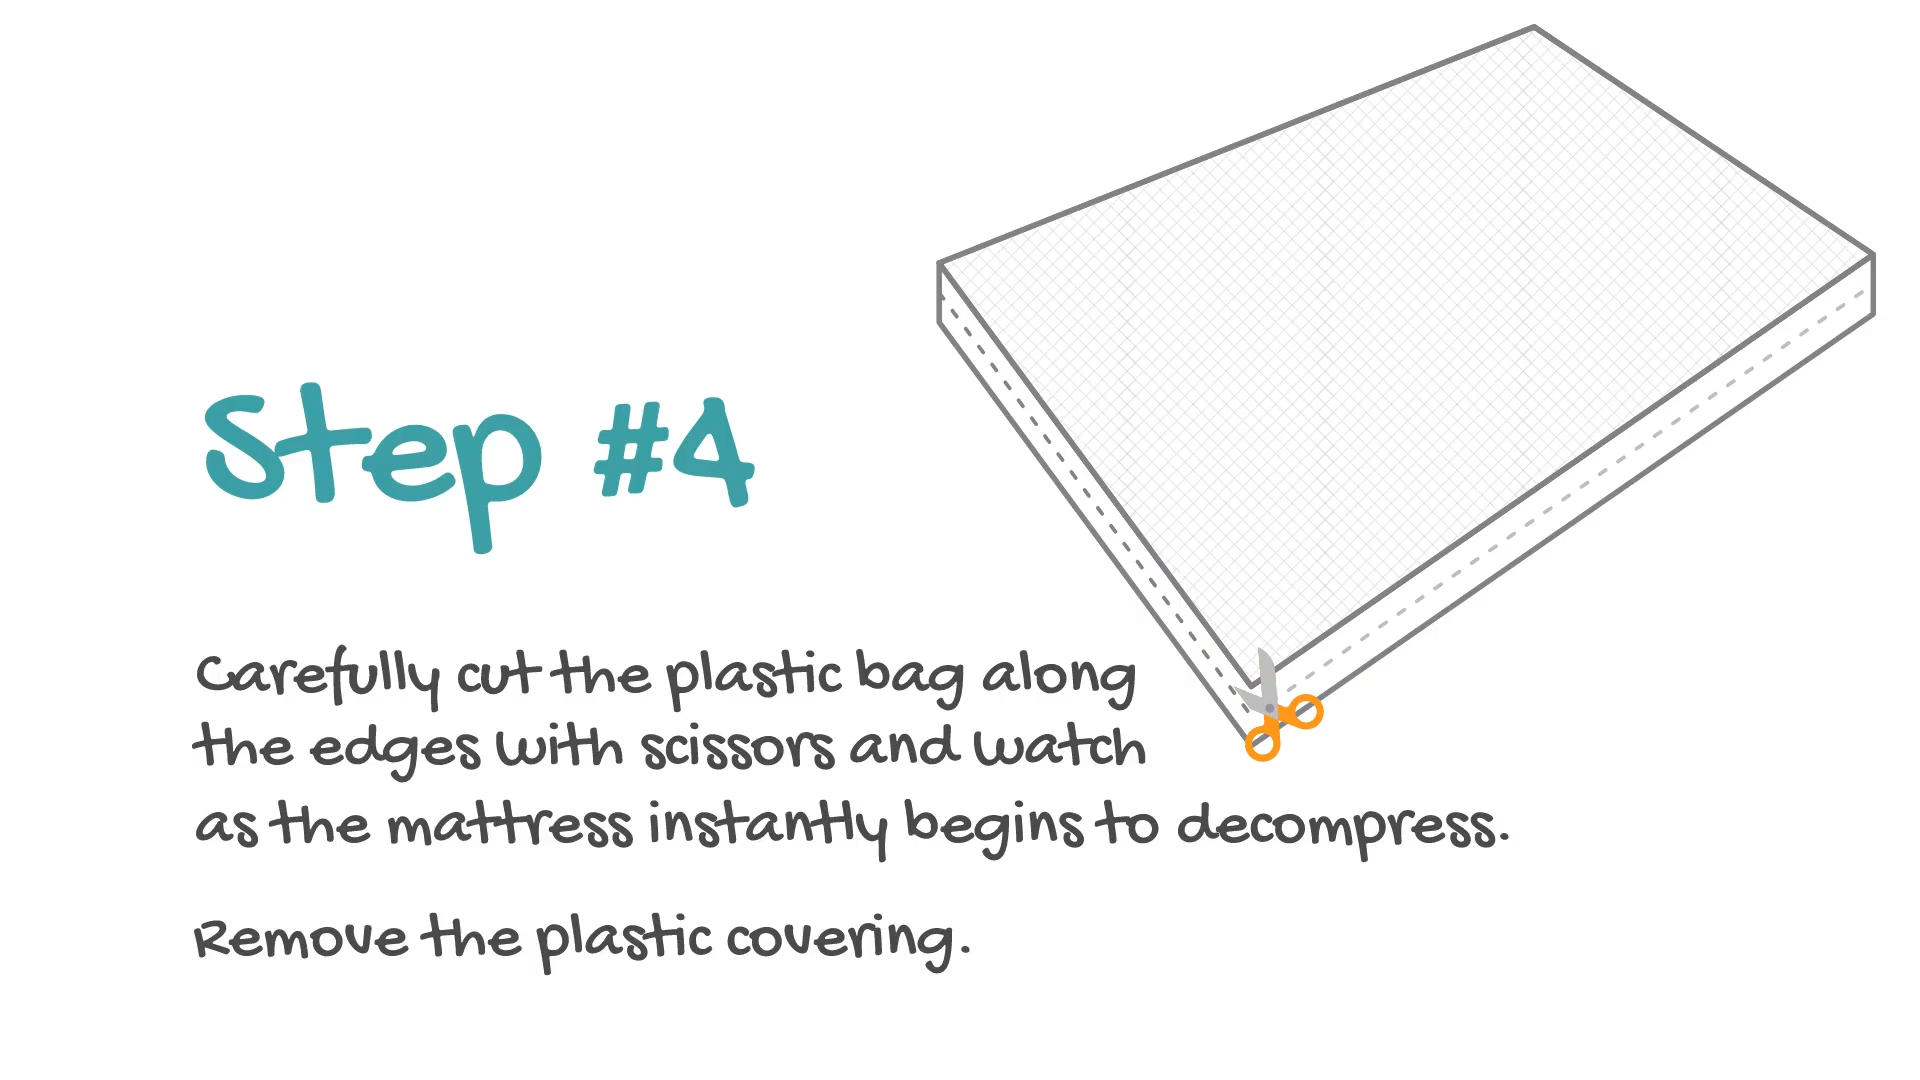 Step #4
Carefully cut the plastic bag along
the edges with scissors and watch
as the mattress instantly begins to decompress.
Remove the plastic covering.